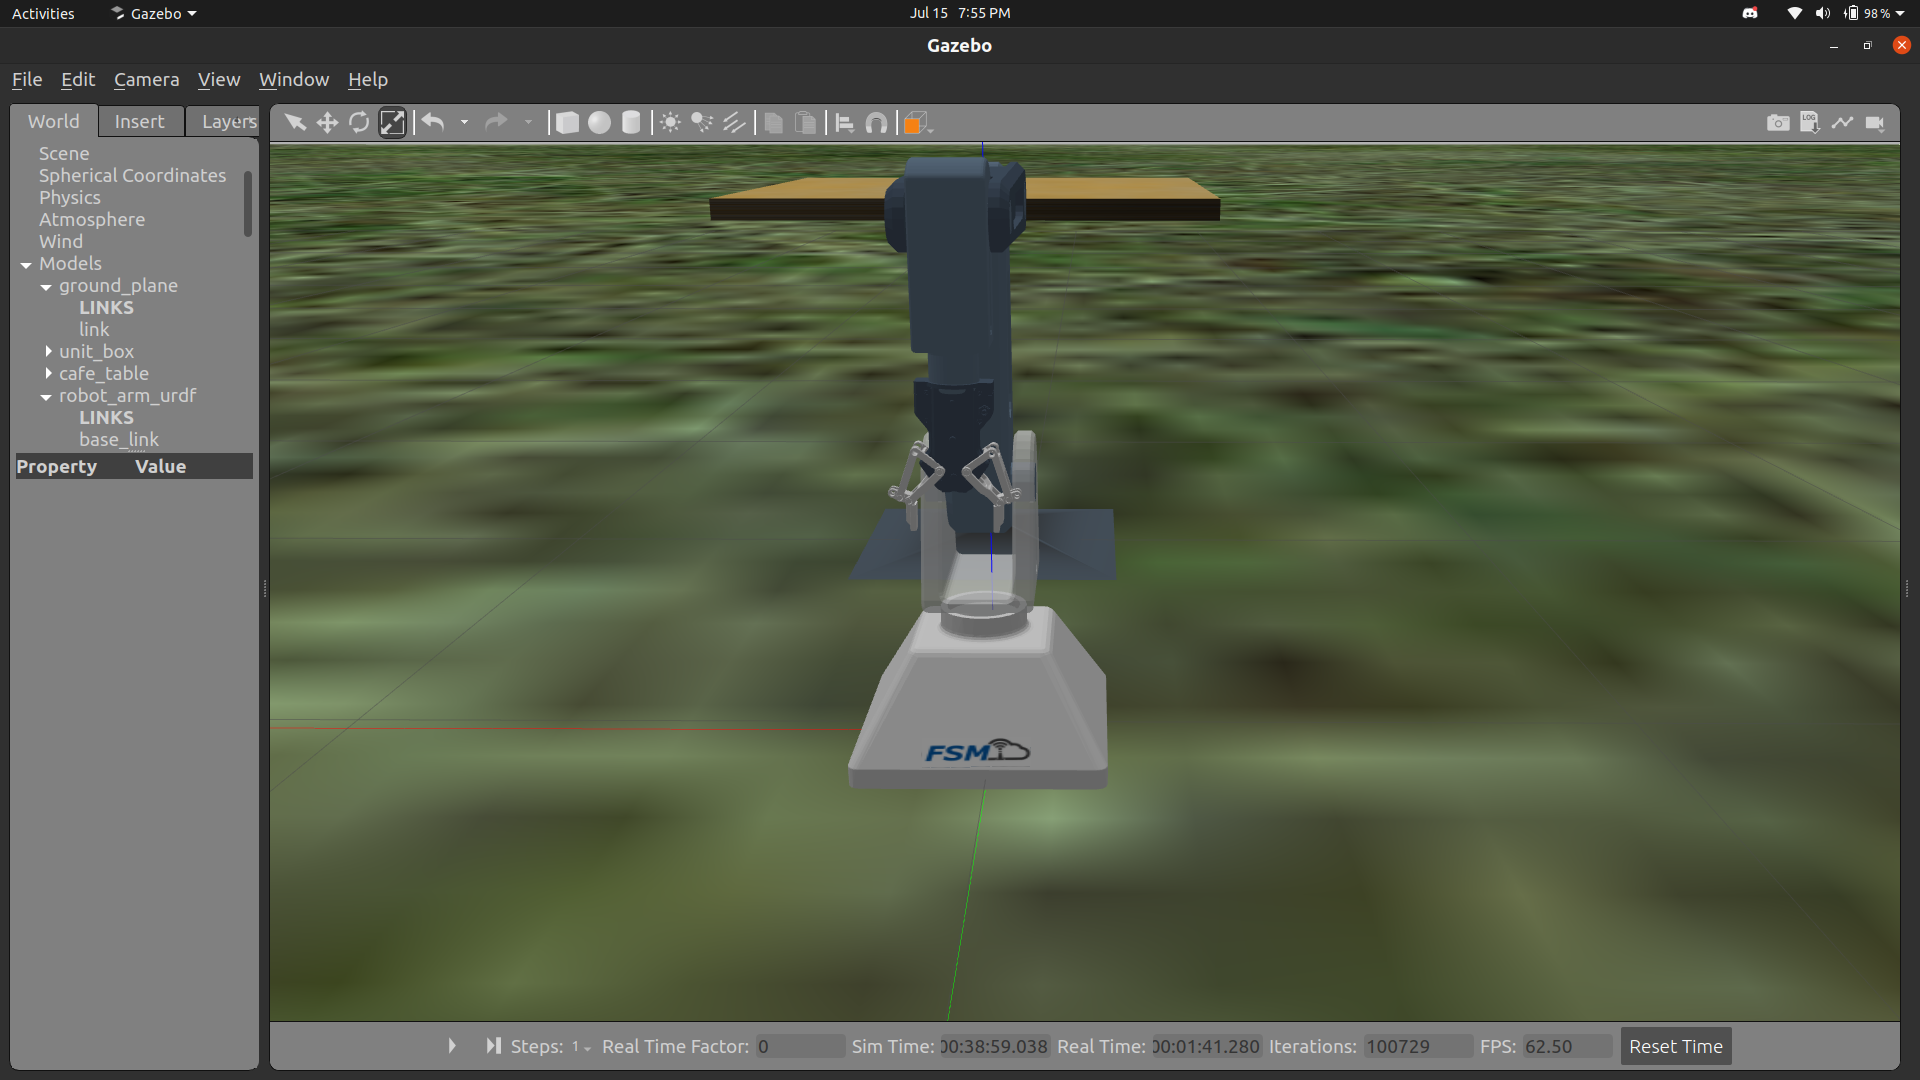 Activities Gazebo Jul 15 7:55 PM 98 %
Gazebo
File Edit Camera View Window Help
World Insert Layers
LOG
Scene
Spherical Coordinates
Physics
Atmosphere
Wind
Models
ground_plane
LINKS
link
unit_box
cafe_table
robot_arm_urdf
LINKS
base_link
Property Value
FSM
Steps: 1 Real Time Factor: 0 Sim Time: 00:38:59.038 Real Time: 00:01:41.280 Iterations: 100729 FPS: 62.50 Reset Time